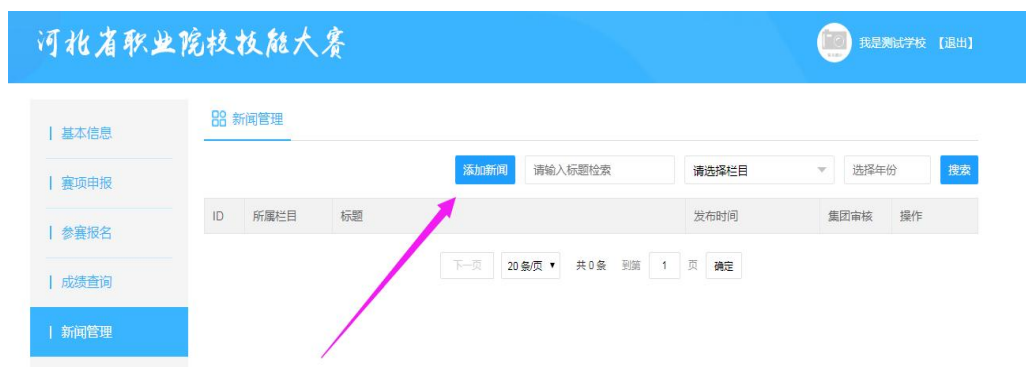 河北省职业院校技能大赛
我是测试学校 【退出】
基本信息
赛项申报
参赛报名
成绩查询
新闻管理
新闻管理
添加新闻 请输入标题检索 请选择栏目 选择年份 搜索
ID 所属栏目 标题 发布时间 集团审核 操作
下一页 20 条/页 共 0 条 到第 1 页 确定